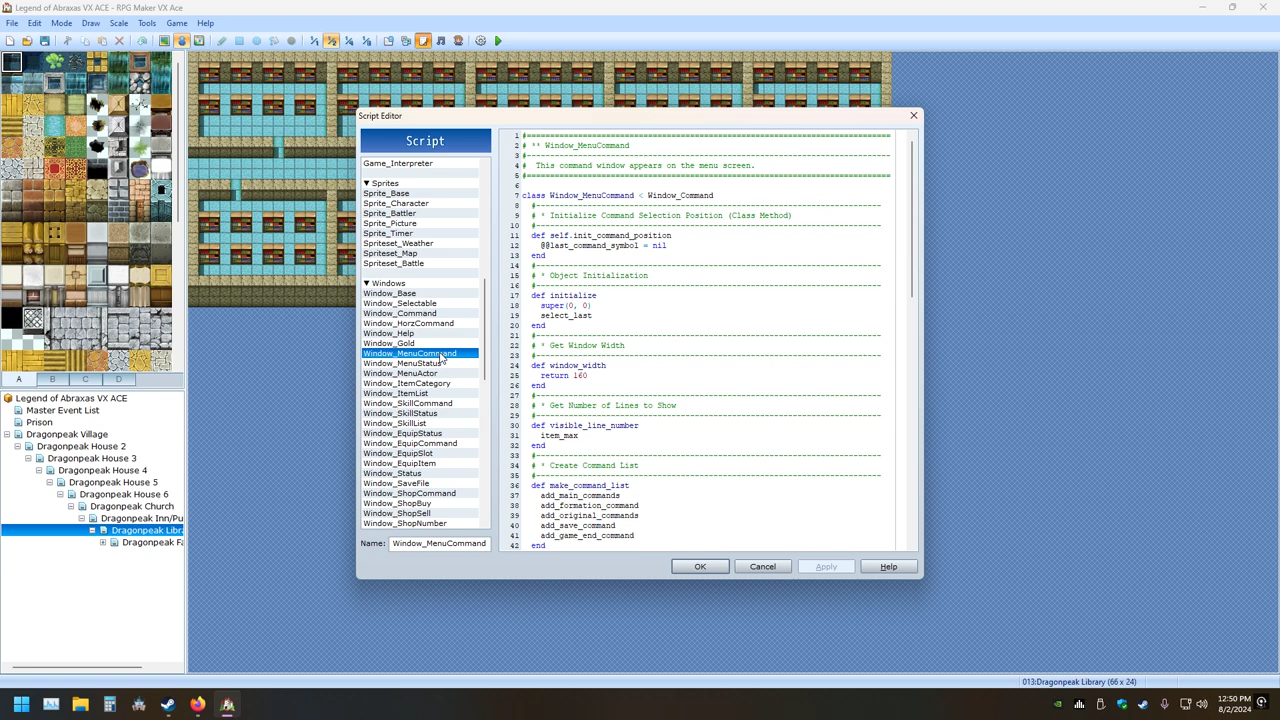 Legend of Abraxas VX ACE - RPG Maker VX Ace
File Edit Mode Draw Scale Tools Game Help
Script Editor
Script
Game_Interpreter
▼ Sprites
Sprite_Base
Sprite_Character
Sprite_Battler
Sprite_Picture
Sprite_Timer
Spriteset_Weather
Spriteset_Map
Spriteset_Battle
▼ Windows
Window_Base
Window_Selectable
Window_Command
Window_HorzCommand
Window_Help
Window_Gold
Window_MenuCommand
Window_MenuStatus
Window_MenuActor
Window_ItemCategory
Window_ItemList
Window_SkillCommand
Window_SkillStatus
Window_SkillList
Window_EquipStatus
Window_EquipCommand
Window_EquipSlot
Window_EquipItem
Window_Status
Window_SaveFile
Window_ShopCommand
Window_ShopBuy
Window_ShopSell
Window_ShopNumber
Name: Window_MenuCommand
1 #==============================================================================
2 # ** Window_MenuCommand
3 #------------------------------------------------------------------------------
4 #  This command window appears on the menu screen.
5 #==============================================================================
6
7 class Window_MenuCommand < Window_Command
8 #--------------------------------------------------------------------------
9 # * Initialize Command Selection Position (Class Method)
10 #--------------------------------------------------------------------------
11 def self.init_command_position
12 @@last_command_symbol = nil
13 end
14 #--------------------------------------------------------------------------
15 # * Object Initialization
16 #--------------------------------------------------------------------------
17 def initialize
18 super(0, 0)
19 select_last
20 end
21 #--------------------------------------------------------------------------
22 # * Get Window Width
23 #--------------------------------------------------------------------------
24 def window_width
25 return 160
26 end
27 #--------------------------------------------------------------------------
28 # * Get Number of Lines to Show
29 #--------------------------------------------------------------------------
30 def visible_line_number
31 item_max
32 end
33 #--------------------------------------------------------------------------
34 # * Create Command List
35 #--------------------------------------------------------------------------
36 def make_command_list
37 add_main_commands
38 add_formation_command
39 add_original_commands
40 add_save_command
41 add_game_end_command
42 end
OK Cancel Apply Help
A B C D
Legend of Abraxas VX ACE
Master Event List
Prison
Dragonpeak Village
Dragonpeak House 2
Dragonpeak House 3
Dragonpeak House 4
Dragonpeak House 5
Dragonpeak House 6
Dragonpeak Church
Dragonpeak Inn/Pu
Dragonpeak Libra
Dragonpeak Fa
013:Dragonpeak Library (66 x 24)
12:50 PM
8/2/2024